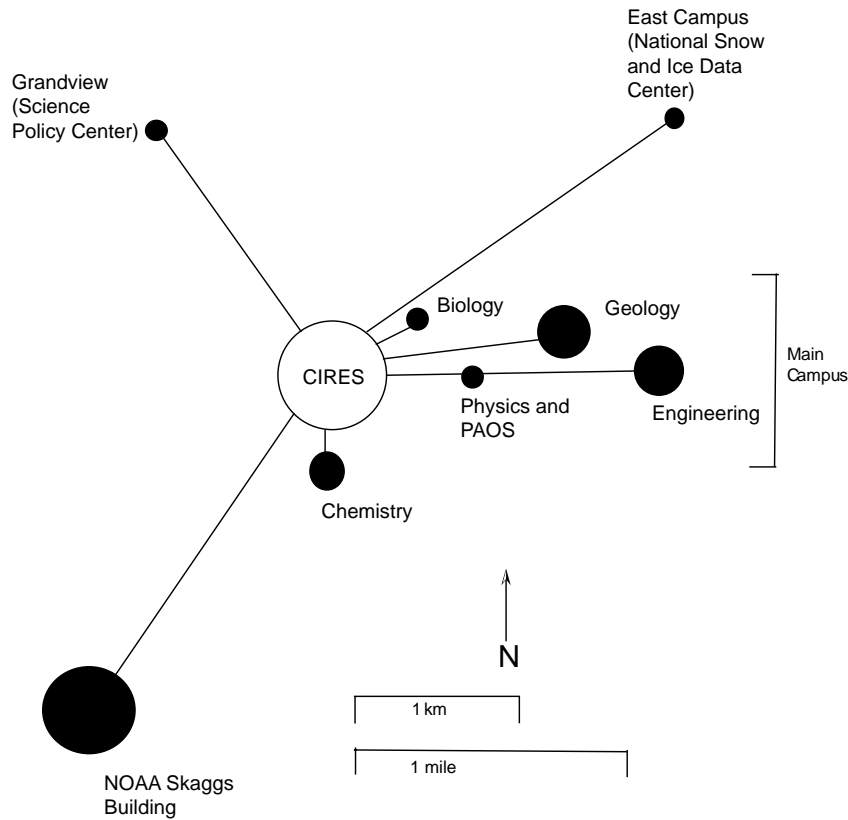 East Campus
(National Snow
and Ice Data
Center)
Grandview
(Science
Policy Center)
Biology
Geology
Main
Campus
CIRES
Physics and
PAOS
Engineering
Chemistry
N
1 km
1 mile
NOAA Skaggs
Building